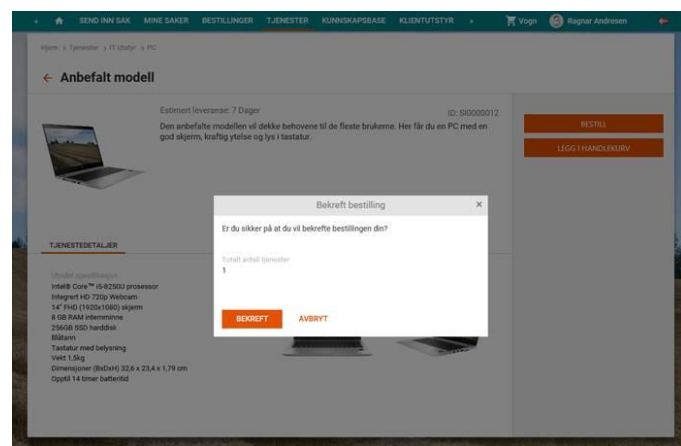 SEND INN SAK MINE SAKER BESTILLINGER TJENESTER KUNNSKAPSBASE KLIENTUTSTYR Vogn Ragnar Andresen
Hjem > Tjenester > IT Utstyr > PC
Anbefalt modell
Estimert leveranse: 7 Dager ID: SI0000012
Den anbefalte modellen vil dekke behovene til de fleste brukerne. Her får du en PC med en
god skjerm, kraftig ytelse og lys i tastatur.
BESTILL
LEGG I HANDLEKURV
Bekreft bestilling
Er du sikker på at du vil bekrefte bestillingen din?
Totalt antall tjenester
1
BEKREFT AVBRYT
TJENESTEDETALJER
Utvidet spesifikasjon
Intel® Core™ i5-8250U prosessor
Integrert HD 720p Webcam
14" FHD (1920x1080) skjerm
8 GB RAM internminne
256GB SSD harddisk
Blåtann
Tastatur med belysning
Vekt 1,5kg
Dimensjoner (BxDxH) 32,6 x 23,4 x 1,79 cm
Opptil 14 timer batteritid